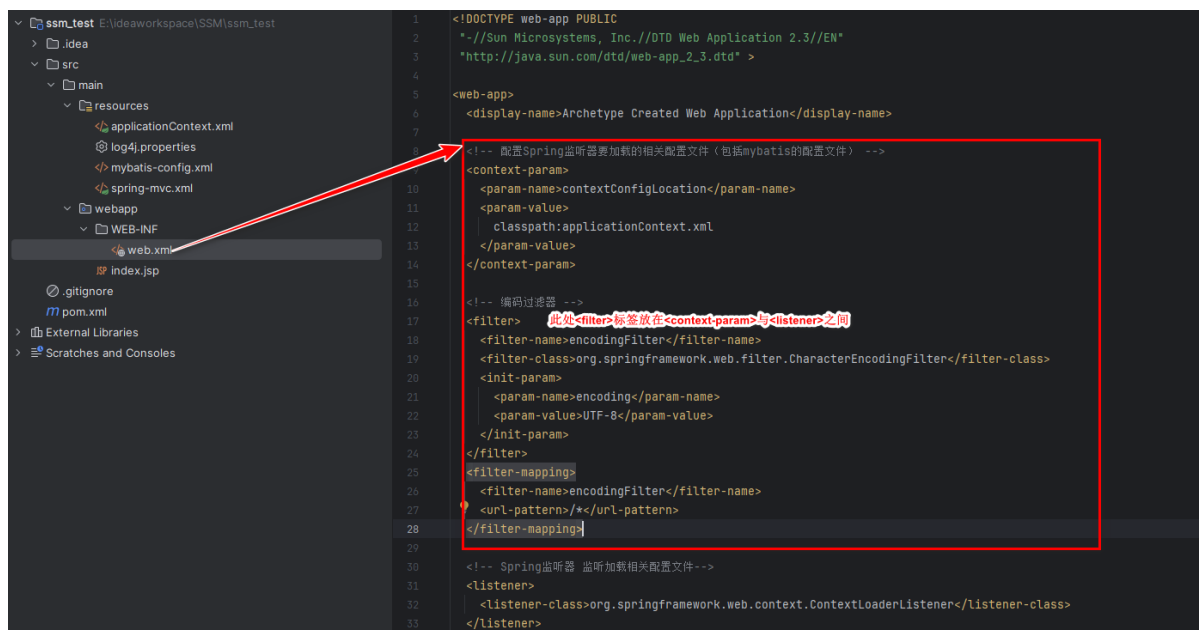 ssm_test E:\ideaworkspace\SSM\ssm_test
.idea
src
main
resources
applicationContext.xml
log4j.properties
mybatis-config.xml
spring-mvc.xml
webapp
WEB-INF
web.xml
JSP index.jsp
.gitignore
m pom.xml
External Libraries
Scratches and Consoles
1 <!DOCTYPE web-app PUBLIC
2 "-//Sun Microsystems, Inc.//DTD Web Application 2.3//EN"
3 "http://java.sun.com/dtd/web-app_2_3.dtd" >
4
5 <web-app>
6 <display-name>Archetype Created Web Application</display-name>
7
8 <!-- 配置Spring监听器要加载的相关配置文件（包括mybatis的配置文件） -->
9 <context-param>
10 <param-name>contextConfigLocation</param-name>
11 <param-value>
12 classpath:applicationContext.xml
13 </param-value>
14 </context-param>
15
16 <!-- 编码过滤器 -->
17 <filter> 此处<filter>标签放在<context-param>与<listener>之间
18 <filter-name>encodingFilter</filter-name>
19 <filter-class>org.springframework.web.filter.CharacterEncodingFilter</filter-class>
20 <init-param>
21 <param-name>encoding</param-name>
22 <param-value>UTF-8</param-value>
23 </init-param>
24 </filter>
25 <filter-mapping>
26 <filter-name>encodingFilter</filter-name>
27 <url-pattern>/*</url-pattern>
28 </filter-mapping>
29
30 <!-- Spring监听器 监听加载相关配置文件-->
31 <listener>
32 <listener-class>org.springframework.web.context.ContextLoaderListener</listener-class>
33 </listener>